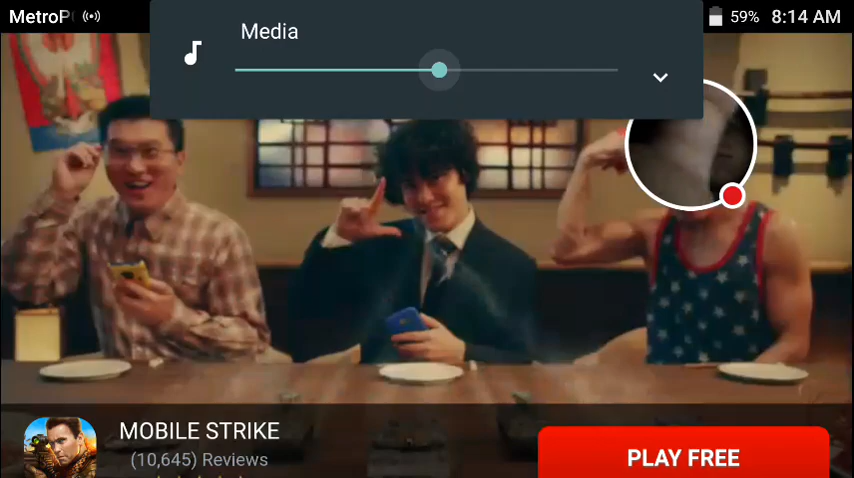 MetroP
59% 8:14 AM
Media
MOBILE STRIKE
(10,645) Reviews
PLAY FREE